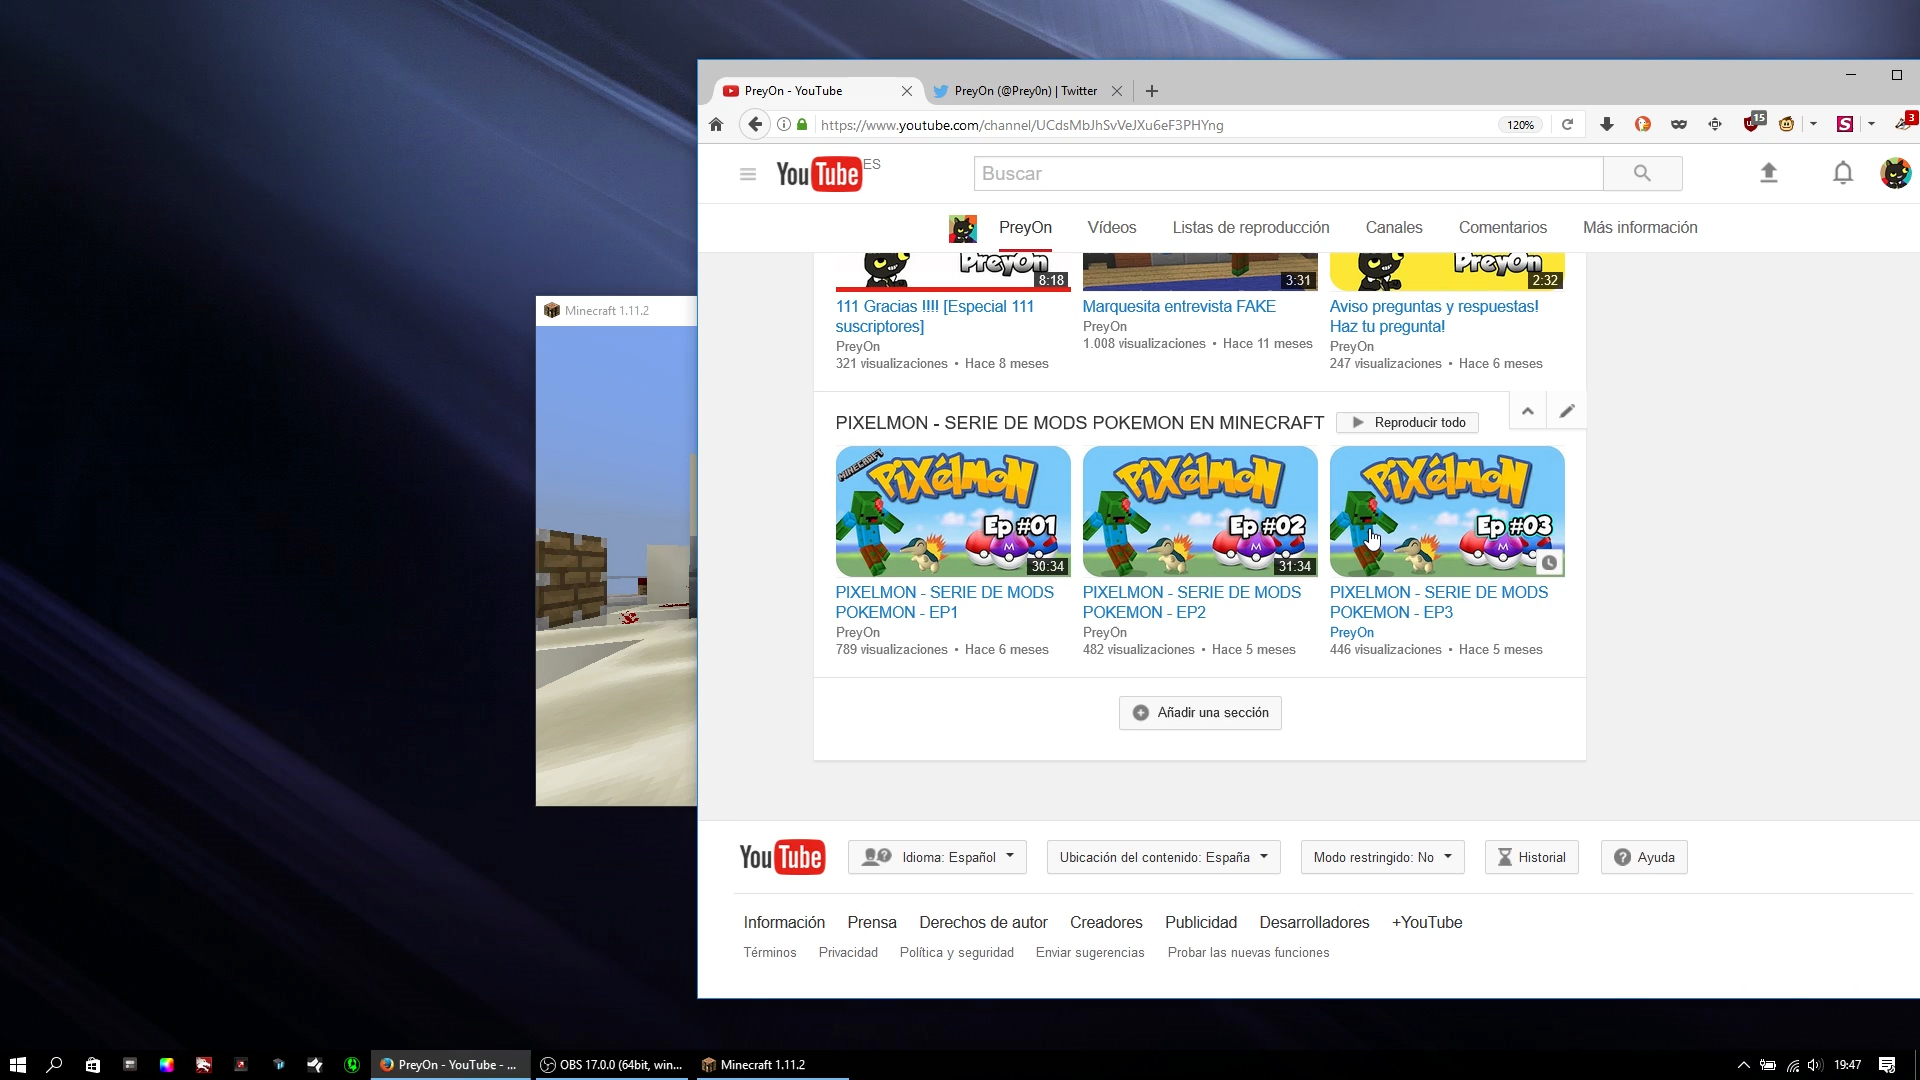 PreyOn - YouTube
PreyOn (@Prey0n) | Twitter
https://www.youtube.com/channel/UCdsMbJhSvVeJXu6eF3PHYng
120%
15
S
3
YouTube ES
Buscar
PreyOn
Vídeos
Listas de reproducción
Canales
Comentarios
Más información
PreyOn
8:18
3:31
PreyOn
2:32
111 Gracias !!!! [Especial 111
suscriptores]
PreyOn
321 visualizaciones • Hace 8 meses
Marquesita entrevista FAKE
PreyOn
1.008 visualizaciones • Hace 11 meses
Aviso preguntas y respuestas!
Haz tu pregunta!
PreyOn
247 visualizaciones • Hace 6 meses
Minecraft 1.11.2
PIXELMON - SERIE DE MODS POKEMON EN MINECRAFT
Reproducir todo
MINECRAFT
PiXélmoN
Ep #01
M
30:34
PiXélmoN
Ep #02
M
31:34
PiXélmoN
Ep #03
M
PIXELMON - SERIE DE MODS
POKEMON - EP1
PreyOn
789 visualizaciones • Hace 6 meses
PIXELMON - SERIE DE MODS
POKEMON - EP2
PreyOn
482 visualizaciones • Hace 5 meses
PIXELMON - SERIE DE MODS
POKEMON - EP3
PreyOn
446 visualizaciones • Hace 5 meses
Añadir una sección
YouTube
Idioma: Español
Ubicación del contenido: España
Modo restringido: No
Historial
Ayuda
Información
Prensa
Derechos de autor
Creadores
Publicidad
Desarrolladores
+YouTube
Términos
Privacidad
Política y seguridad
Enviar sugerencias
Probar las nuevas funciones
PreyOn - YouTube - ...
OBS 17.0.0 (64bit, win...
Minecraft 1.11.2
19:47